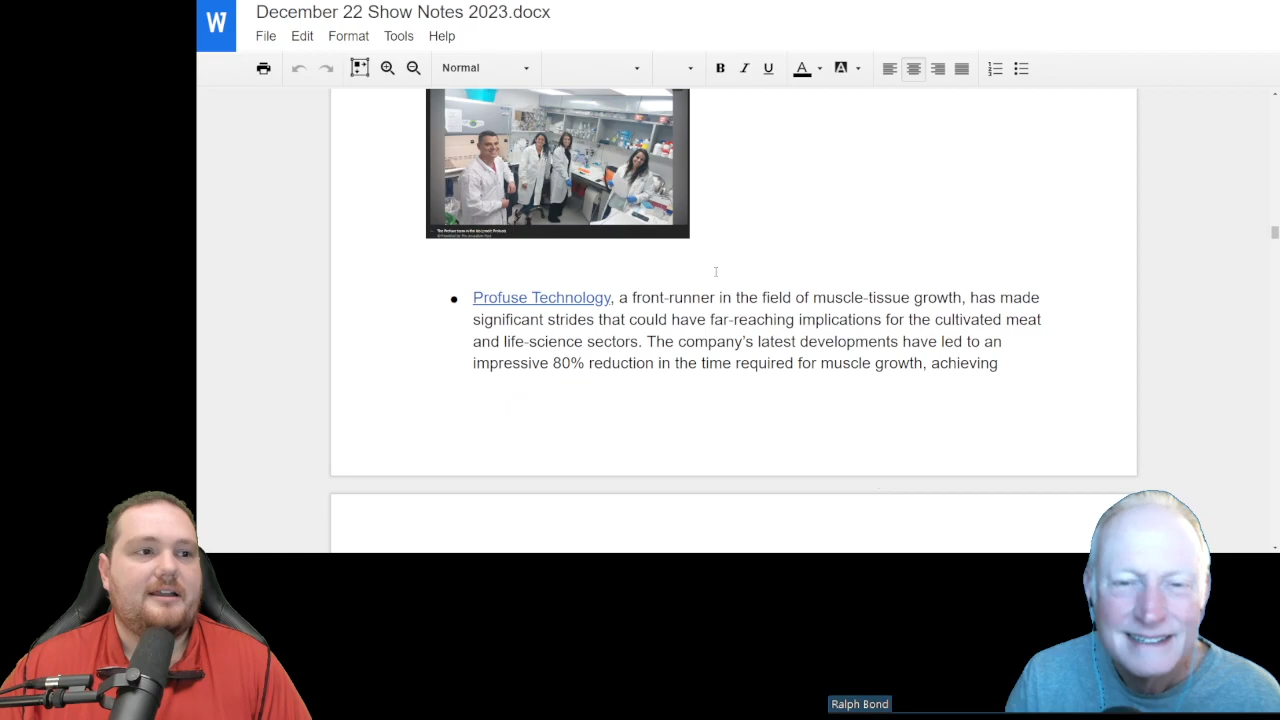 W
December 22 Show Notes 2023.docx
File Edit Format Tools Help
Normal
B I U A A
Profuse Technology, a front-runner in the field of muscle-tissue growth, has made
significant strides that could have far-reaching implications for the cultivated meat
and life-science sectors. The company's latest developments have led to an
impressive 80% reduction in the time required for muscle growth, achieving
Ralph Bond